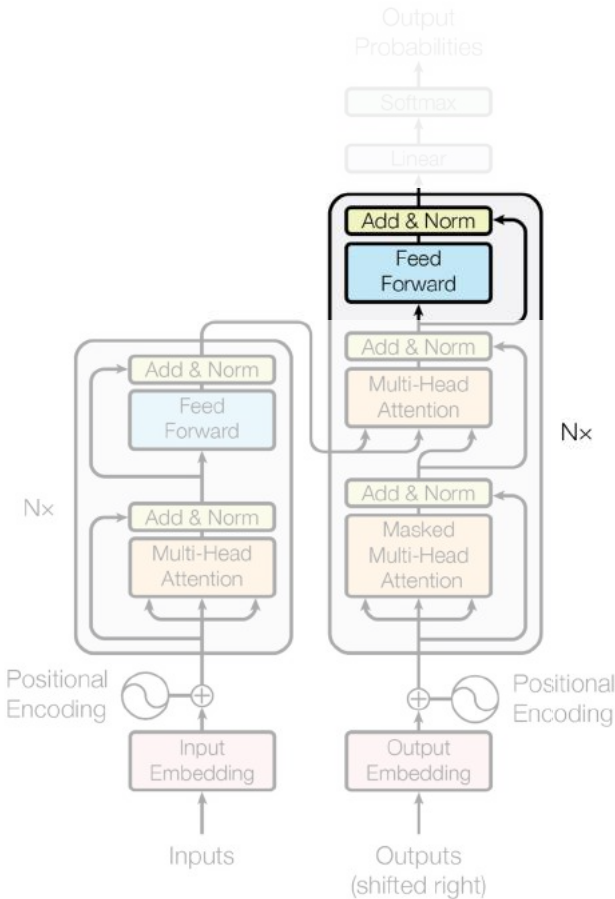 Output
Probabilities
Softmax
Linear
Add & Norm
Feed
Forward
Add & Norm
Multi-Head
Attention
Add & Norm
Feed
Forward
N×
Add & Norm
Masked
Multi-Head
Attention
N×
Add & Norm
Multi-Head
Attention
Positional
Encoding
Positional
Encoding
Input
Embedding
Output
Embedding
Inputs
Outputs
(shifted right)